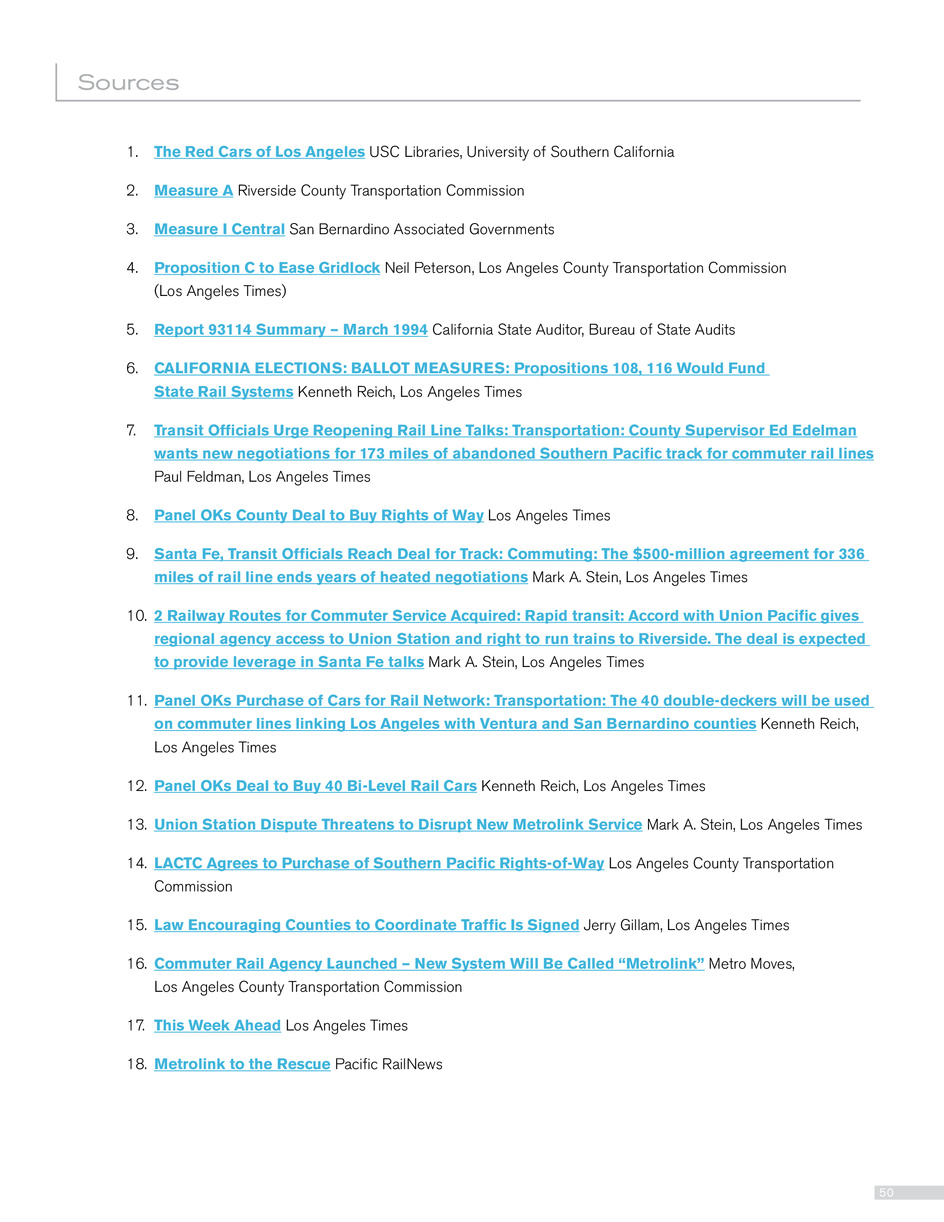 Sources
1. The Red Cars of Los Angeles USC Libraries, University of Southern California
2. Measure A Riverside County Transportation Commission
3. Measure I Central San Bernardino Associated Governments
4. Proposition C to Ease Gridlock Neil Peterson, Los Angeles County Transportation Commission
(Los Angeles Times)
5. Report 93114 Summary – March 1994 California State Auditor, Bureau of State Audits
6. CALIFORNIA ELECTIONS: BALLOT MEASURES: Propositions 108, 116 Would Fund
State Rail Systems Kenneth Reich, Los Angeles Times
7. Transit Officials Urge Reopening Rail Line Talks: Transportation: County Supervisor Ed Edelman
wants new negotiations for 173 miles of abandoned Southern Pacific track for commuter rail lines
Paul Feldman, Los Angeles Times
8. Panel OKs County Deal to Buy Rights of Way Los Angeles Times
9. Santa Fe, Transit Officials Reach Deal for Track: Commuting: The $500-million agreement for 336
miles of rail line ends years of heated negotiations Mark A. Stein, Los Angeles Times
10. 2 Railway Routes for Commuter Service Acquired: Rapid transit: Accord with Union Pacific gives
regional agency access to Union Station and right to run trains to Riverside. The deal is expected
to provide leverage in Santa Fe talks Mark A. Stein, Los Angeles Times
11. Panel OKs Purchase of Cars for Rail Network: Transportation: The 40 double-deckers will be used
on commuter lines linking Los Angeles with Ventura and San Bernardino counties Kenneth Reich,
Los Angeles Times
12. Panel OKs Deal to Buy 40 Bi-Level Rail Cars Kenneth Reich, Los Angeles Times
13. Union Station Dispute Threatens to Disrupt New Metrolink Service Mark A. Stein, Los Angeles Times
14. LACTC Agrees to Purchase of Southern Pacific Rights-of-Way Los Angeles County Transportation
Commission
15. Law Encouraging Counties to Coordinate Traffic Is Signed Jerry Gillam, Los Angeles Times
16. Commuter Rail Agency Launched – New System Will Be Called “Metrolink” Metro Moves,
Los Angeles County Transportation Commission
17. This Week Ahead Los Angeles Times
18. Metrolink to the Rescue Pacific RailNews
50